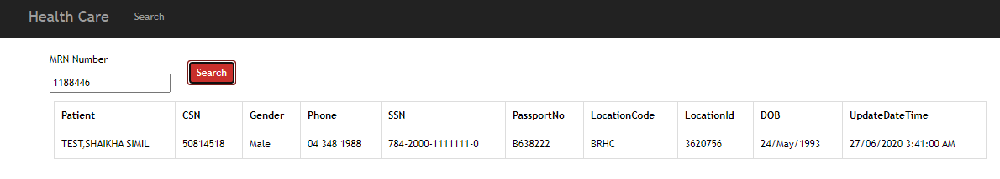 Health Care Search
MRN Number
Search
1188446
Patient CSN Gender Phone SSN PassportNo LocationCode LocationId DOB UpdateDateTime
TEST,SHAIKHA SIMIL 50814518 Male 04 348 1988 784-2000-1111111-0 B638222 BRHC 3620756 24/May/1993 27/06/2020 3:41:00 AM